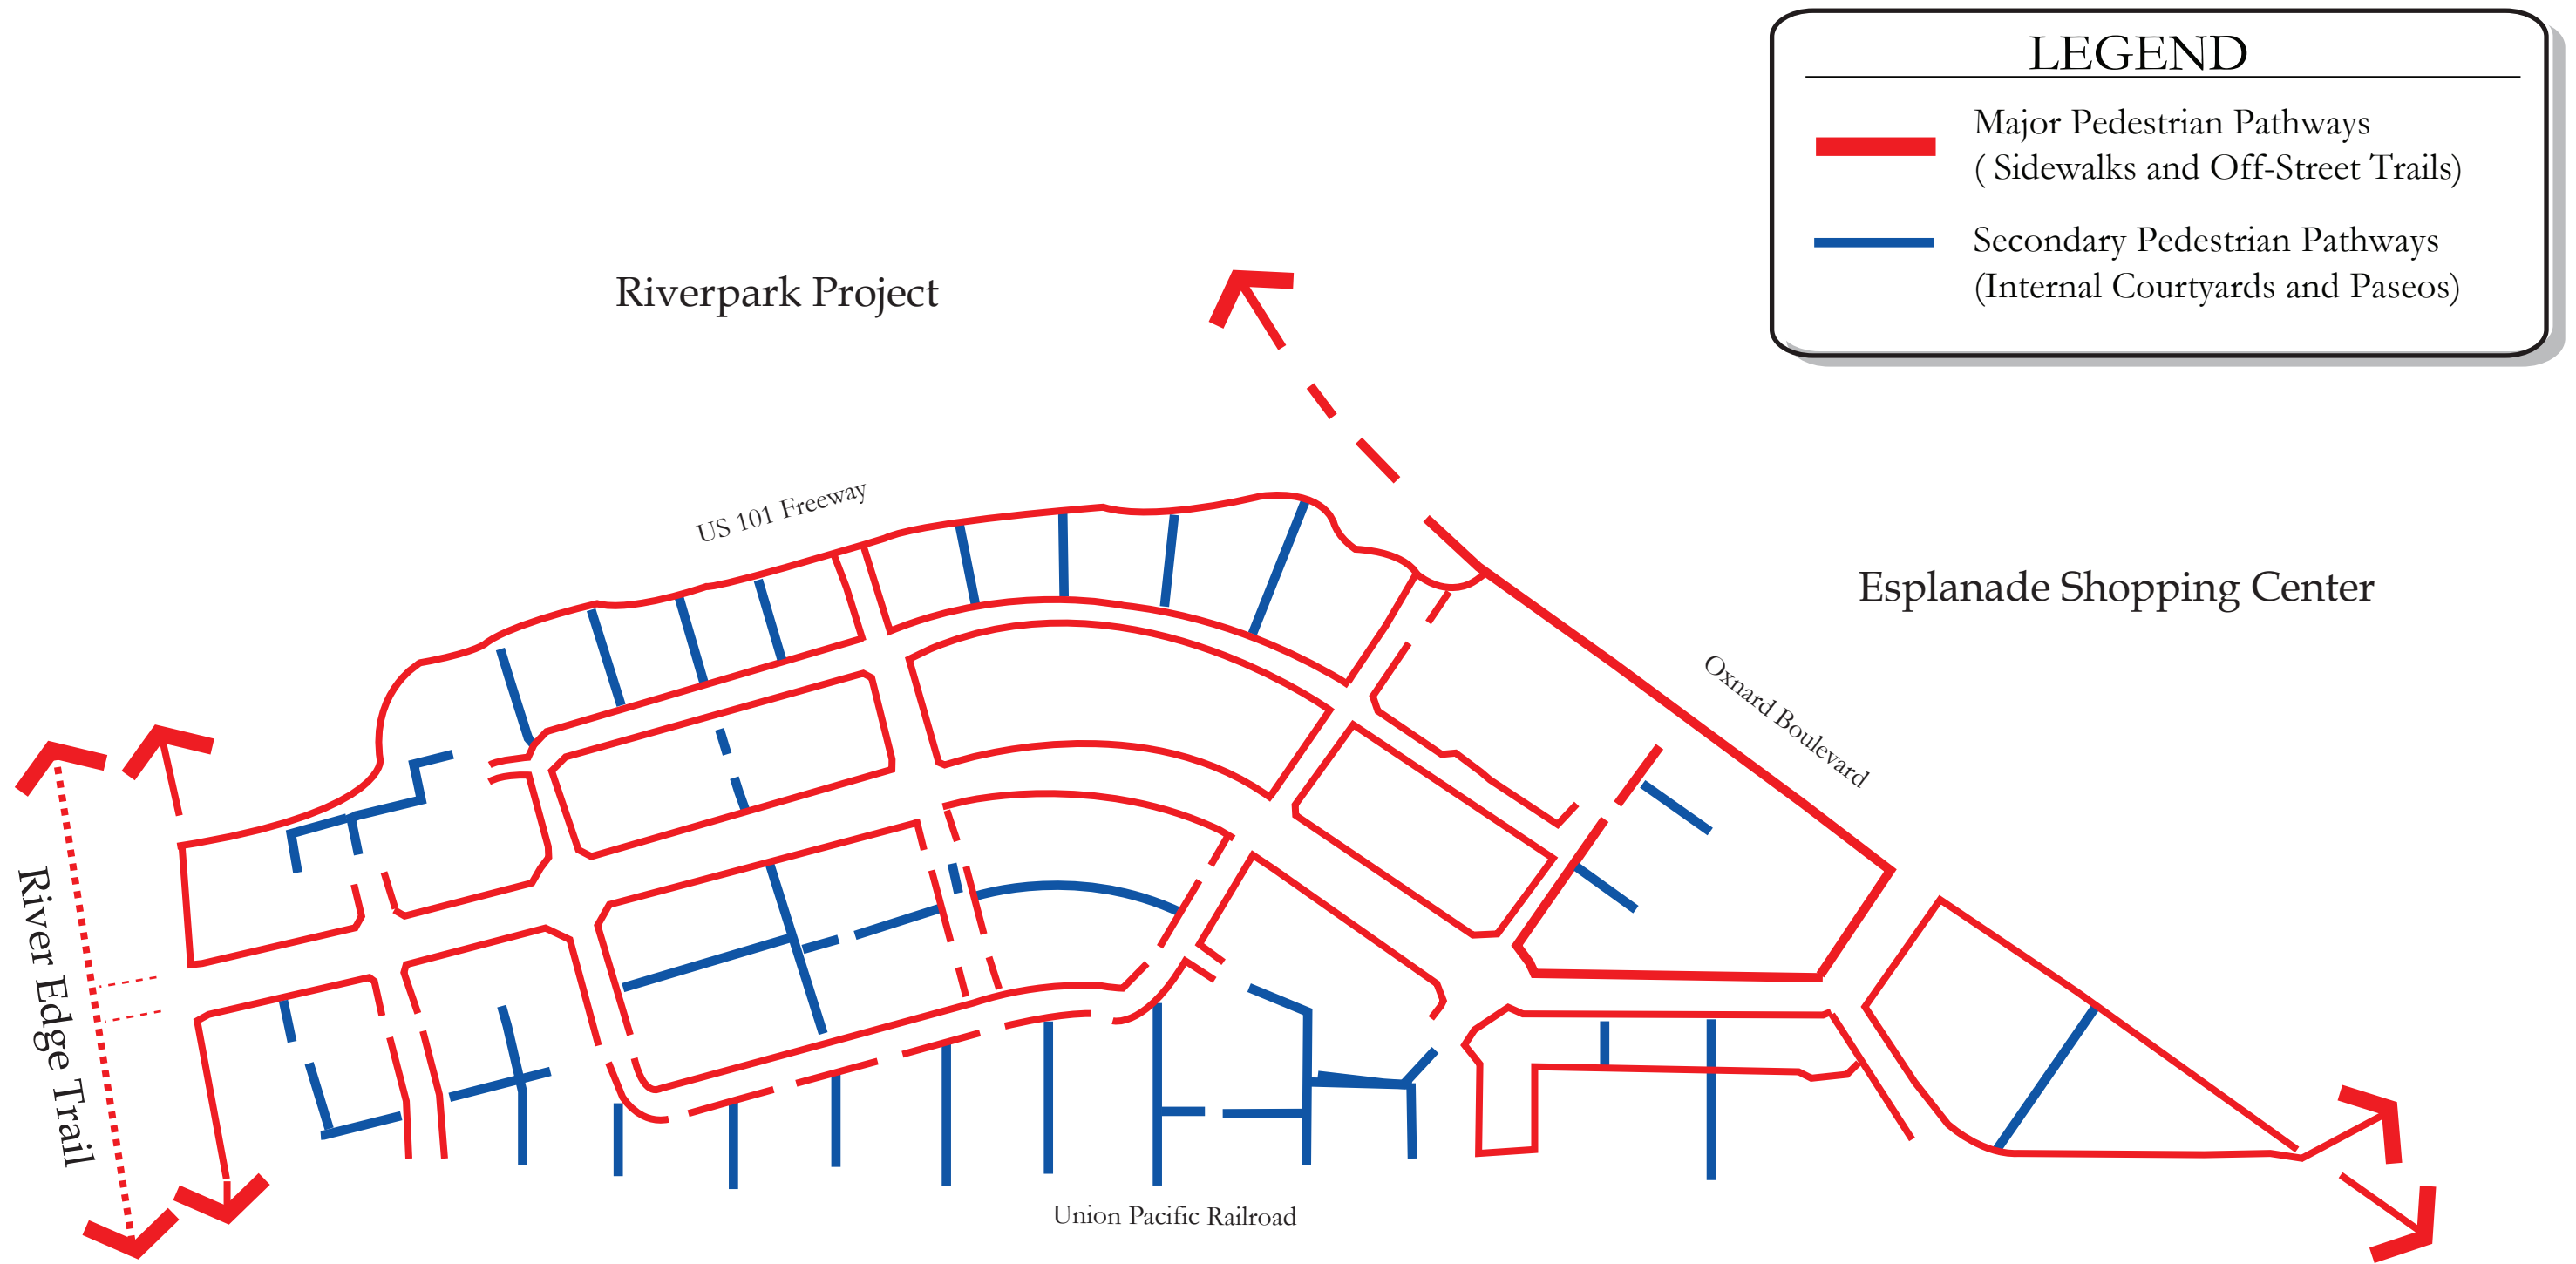 LEGEND
Major Pedestrian Pathways
( Sidewalks and Off-Street Trails)
Secondary Pedestrian Pathways
(Internal Courtyards and Paseos)
Riverpark Project
US 101 Freeway
Esplanade Shopping Center
Oxnard Boulevard
River Edge Trail
Union Pacific Railroad